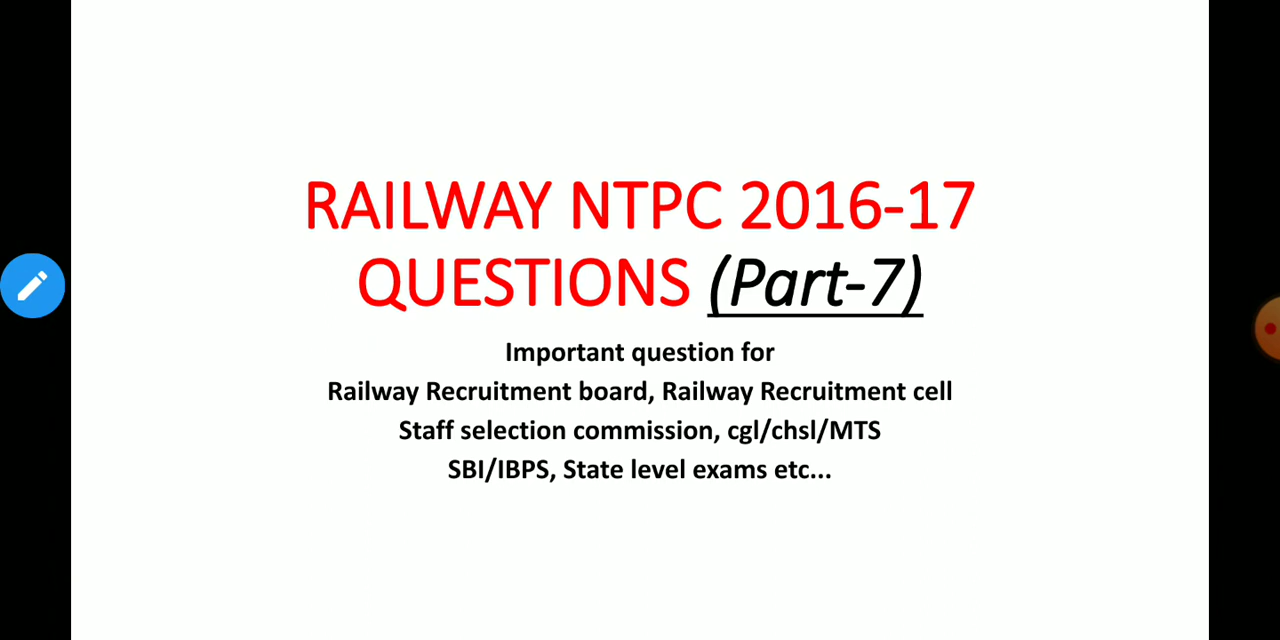 RAILWAY NTPC 2016-17
QUESTIONS (Part-7)
Important question for
Railway Recruitment board, Railway Recruitment cell
Staff selection commission, cgl/chsl/MTS
SBI/IBPS, State level exams etc...